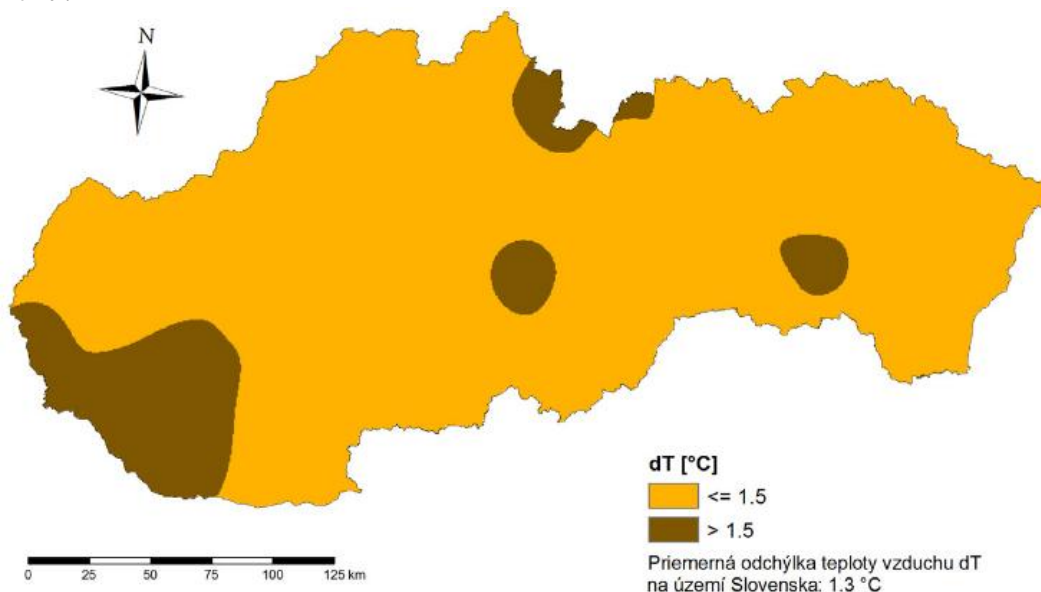 N
dT [°C]
<= 1.5
> 1.5
Priemerná odchýlka teploty vzduchu dT
na území Slovenska: 1.3 °C
0 25 50 75 100 125 km